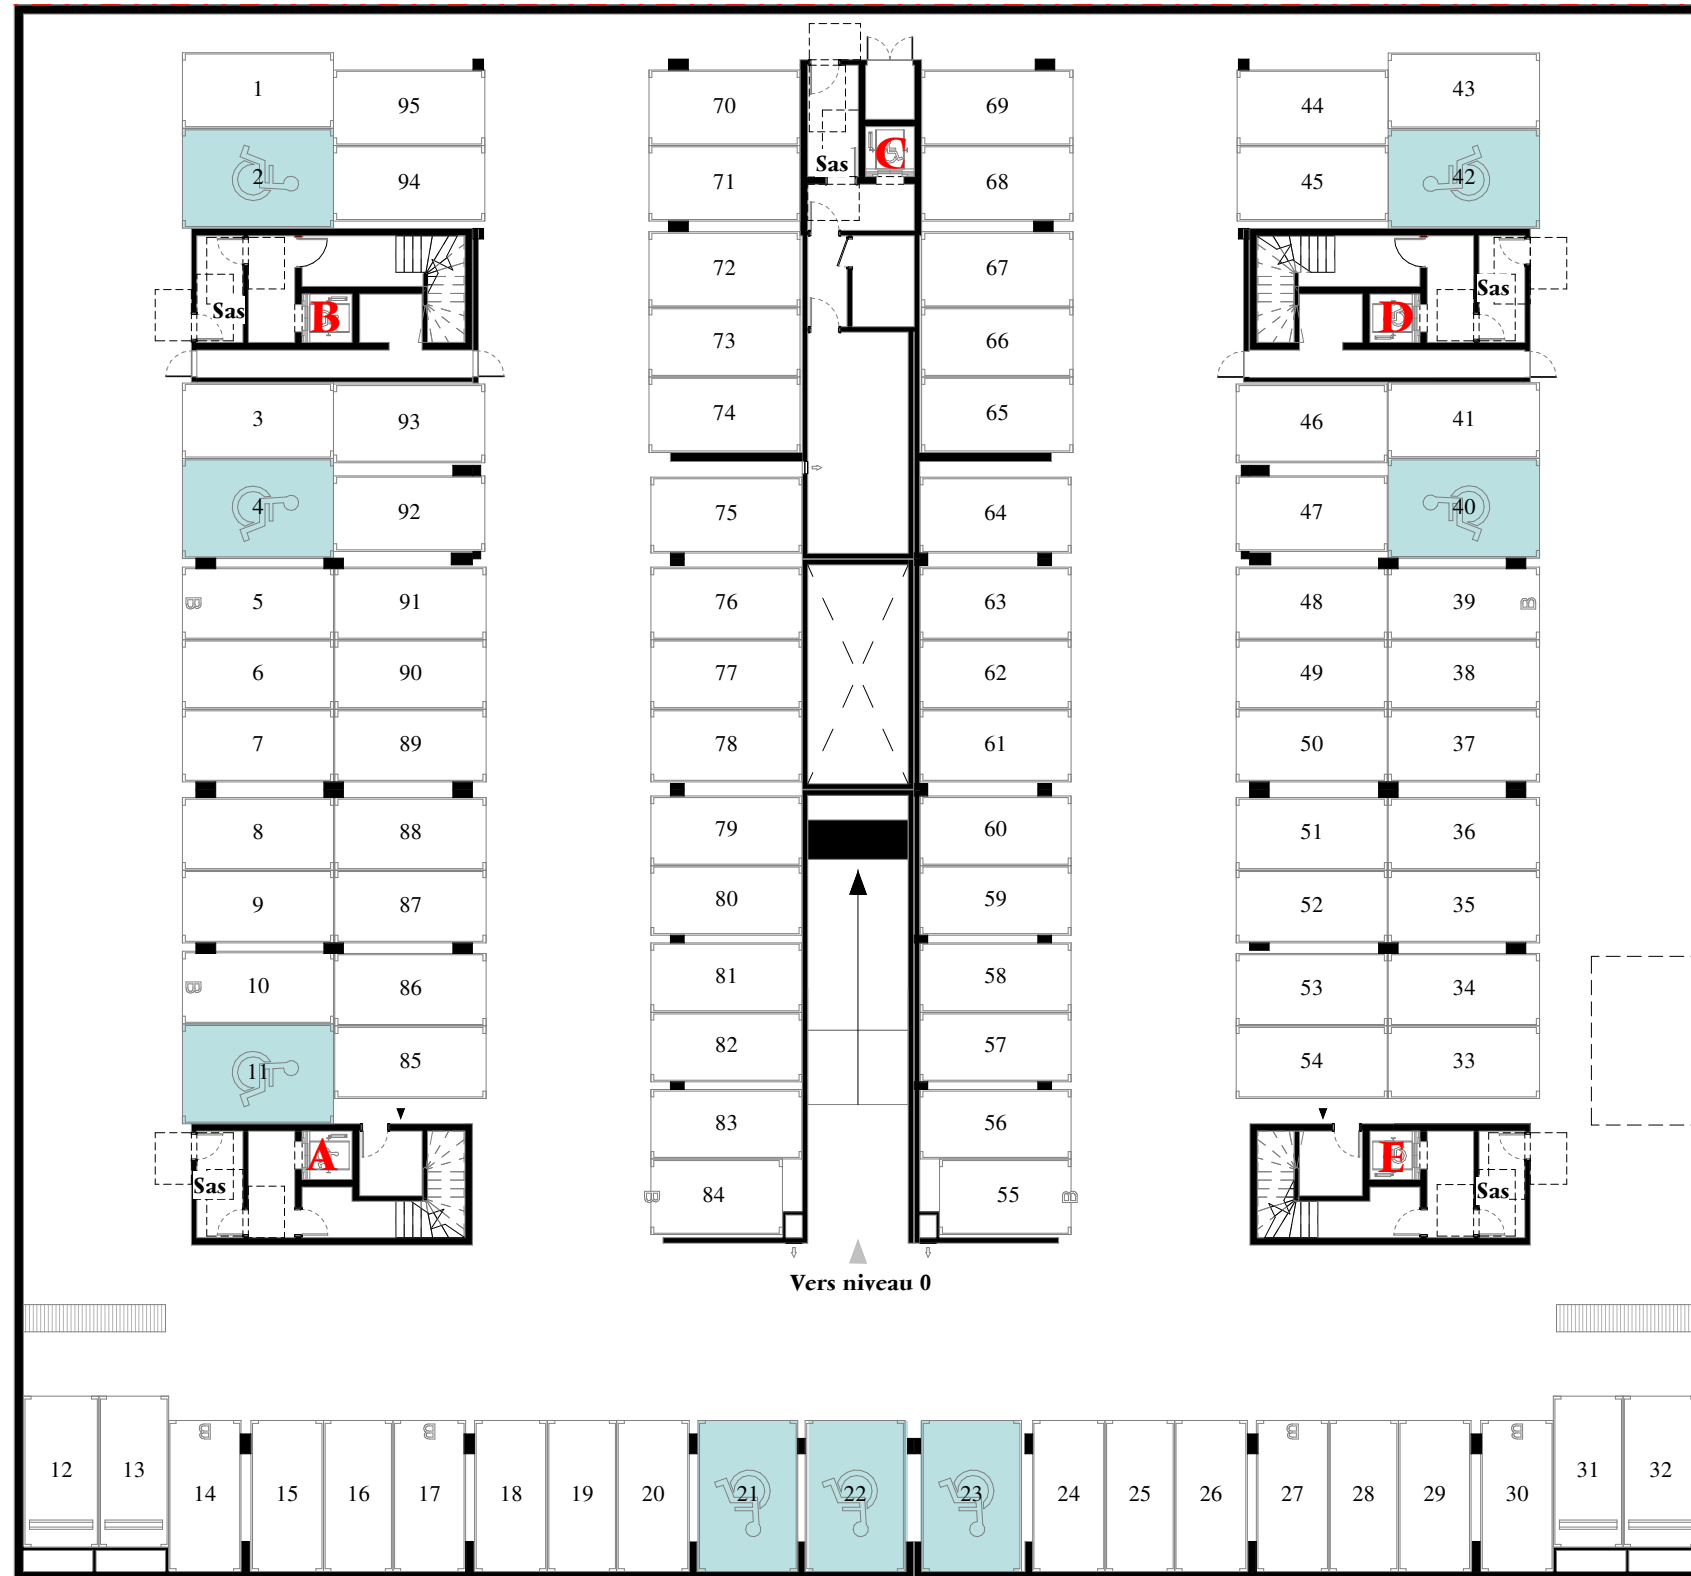 1 95 70 69 44 43
2 94 71 Sas C 68 45 42
72 67
Sas B 73 66 D Sas
3 93 74 65 46 41
4 92 75 64 47 40
B 5 91 76 63 48 39 B
6 90 77 62 49 38
7 89 78 61 50 37
8 88 79 60 51 36
9 87 80 59 52 35
B 10 86 81 58 53 34
11 85 82 57 54 33
83 56
A E
Sas B 84 55 B Sas
Vers niveau 0
B B B B
12 13 31 32
14 15 16 17 18 19 20 21 22 23 24 25 26 27 28 29 30